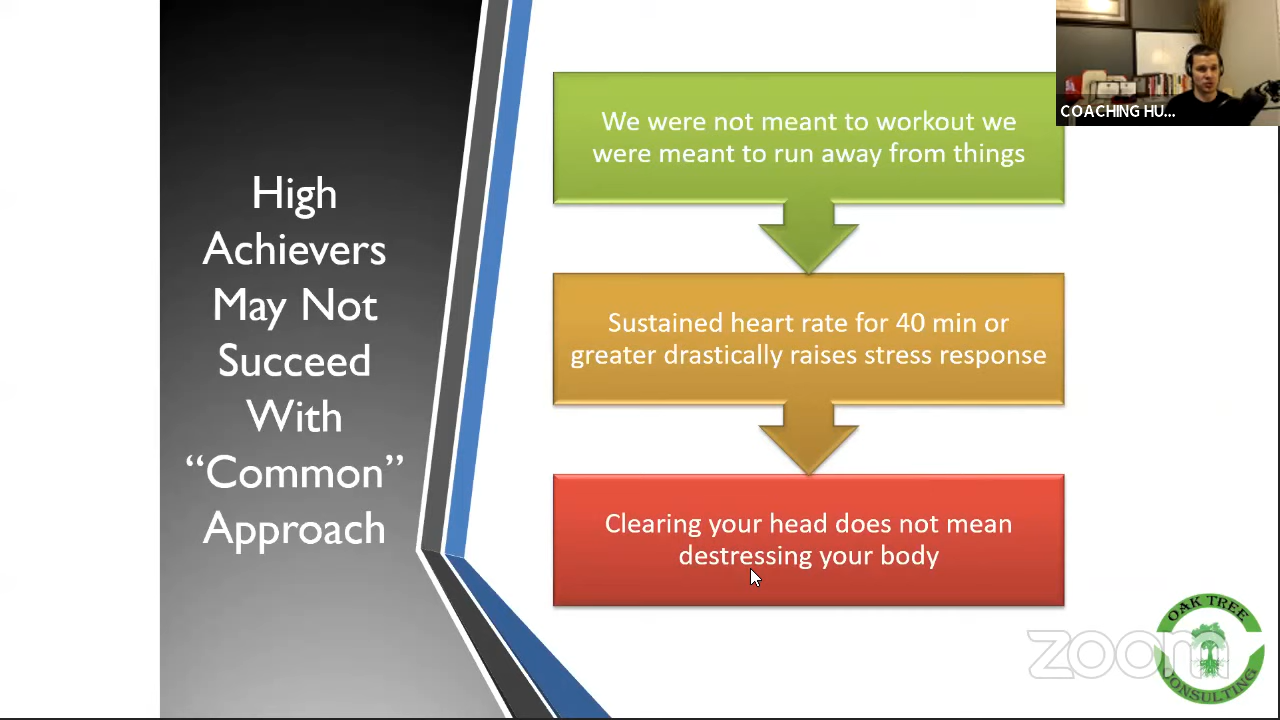 High
Achievers
May Not
Succeed
With
“Common”
Approach
We were not meant to workout we
were meant to run away from things
Sustained heart rate for 40 min or
greater drastically raises stress response
Clearing your head does not mean
destressing your body
COACHING HU...
zoom
OAK TREE
CONSULTING